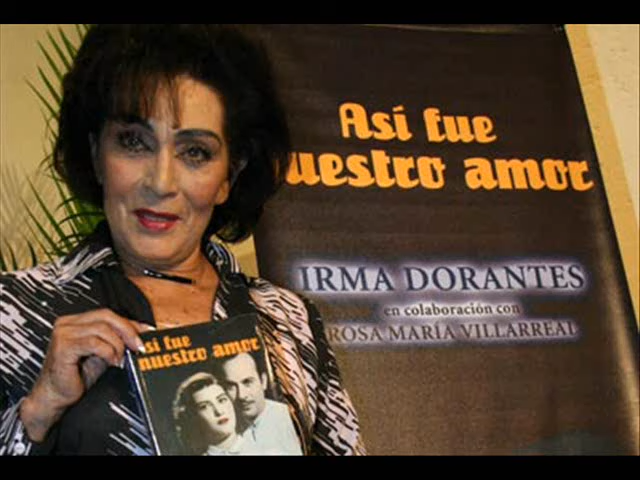 Así fue
nuestro amor
IRMA DORANTES
en colaboración con
ROSA MARÍA VILLARREAL
Así fue
nuestro amor